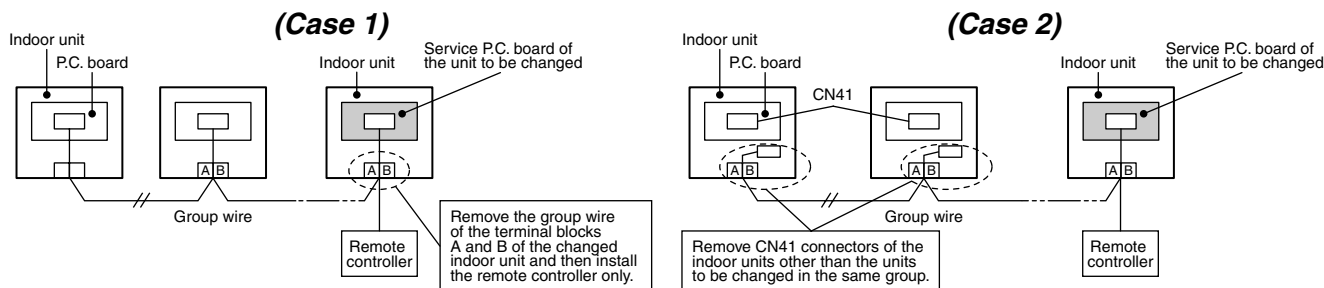 (Case 1)
Indoor unit
P.C. board
Indoor unit
Service P.C. board of
the unit to be changed
A B
A B
Group wire
Remote
controller
Remove the group wire
of the terminal blocks
A and B of the changed
indoor unit and then install
the remote controller only.
(Case 2)
Indoor unit
P.C. board
CN41
Indoor unit
Service P.C. board of
the unit to be changed
A B
A B
A B
Group wire
Remove CN41 connectors of the
indoor units other than the units
to be changed in the same group.
Remote
controller